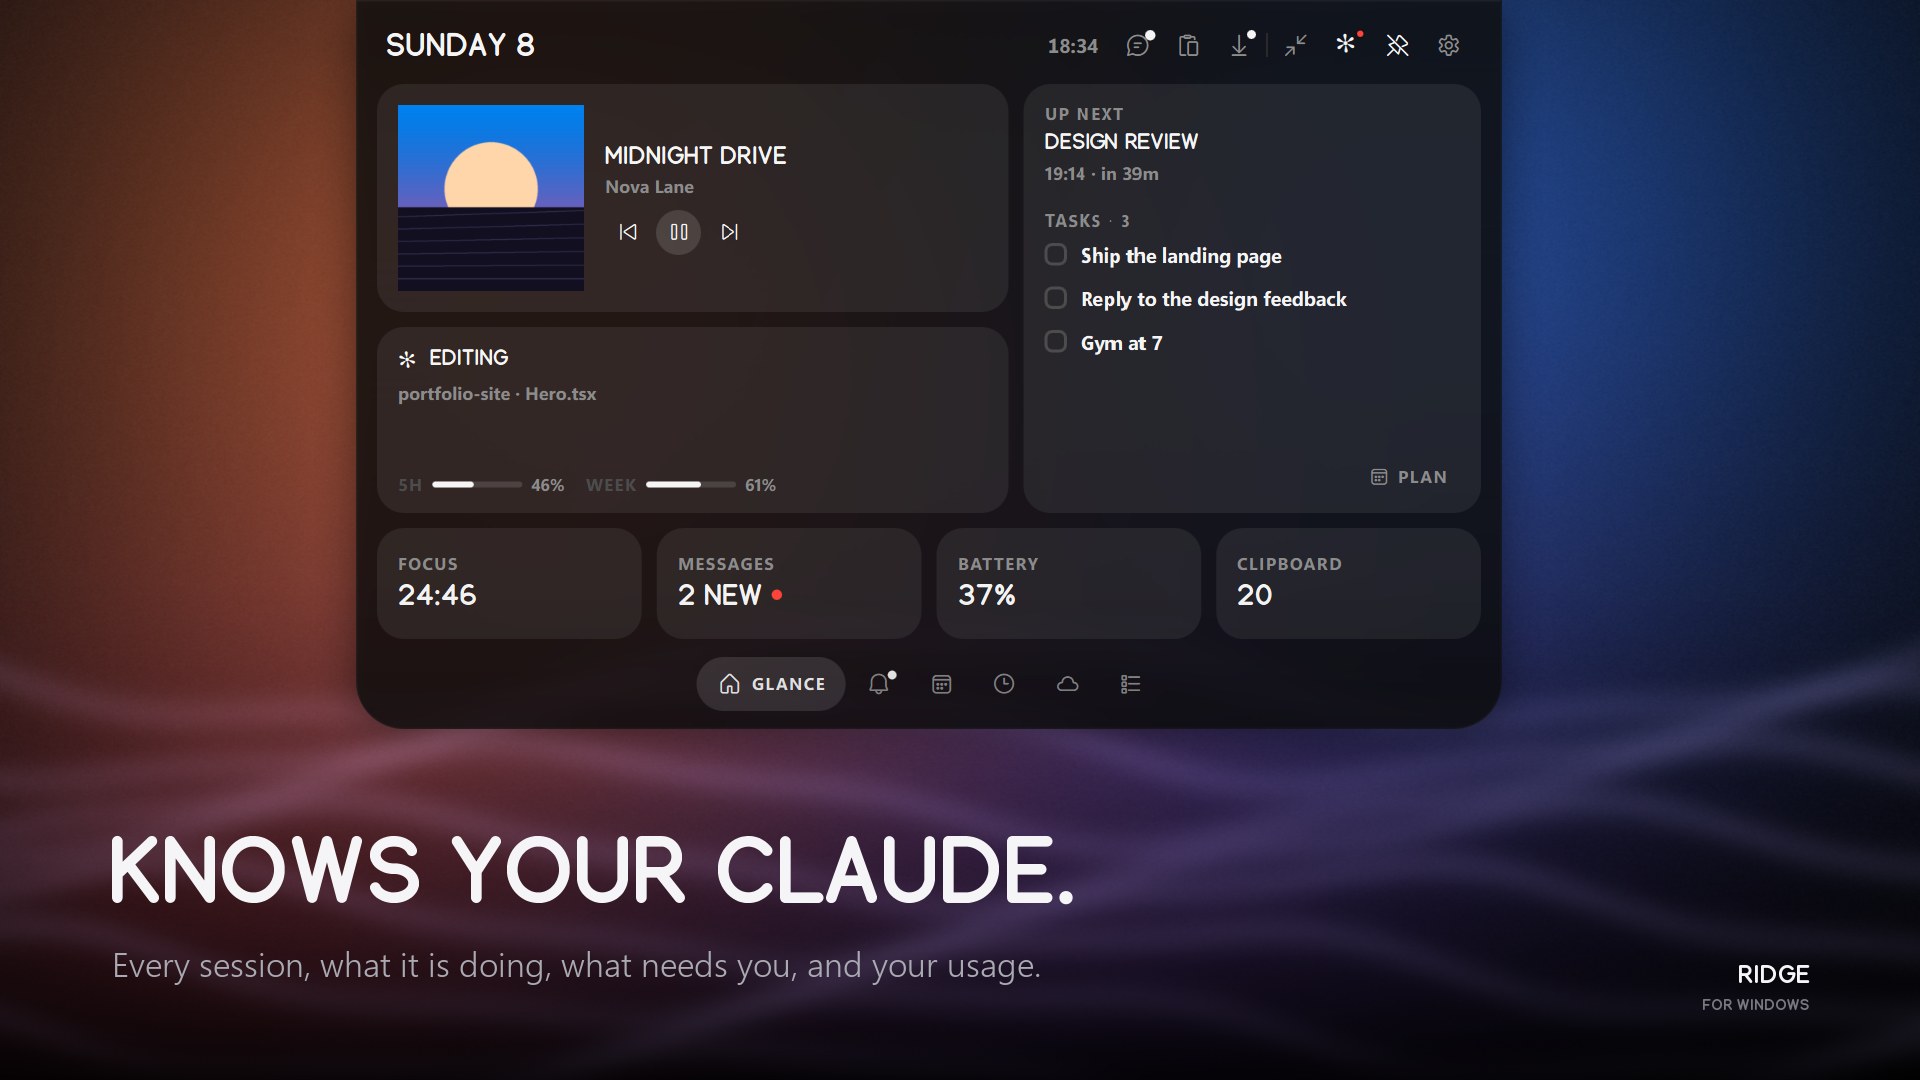 SUNDAY 8
18:34
MIDNIGHT DRIVE
Nova Lane
UP NEXT
DESIGN REVIEW
19:14 · in 39m
TASKS · 3
Ship the landing page
Reply to the design feedback
Gym at 7
PLAN
EDITING
portfolio-site · Hero.tsx
5H 46% WEEK 61%
FOCUS
24:46
MESSAGES
2 NEW
BATTERY
37%
CLIPBOARD
20
GLANCE
KNOWS YOUR CLAUDE.
Every session, what it is doing, what needs you, and your usage.
RIDGE
FOR WINDOWS